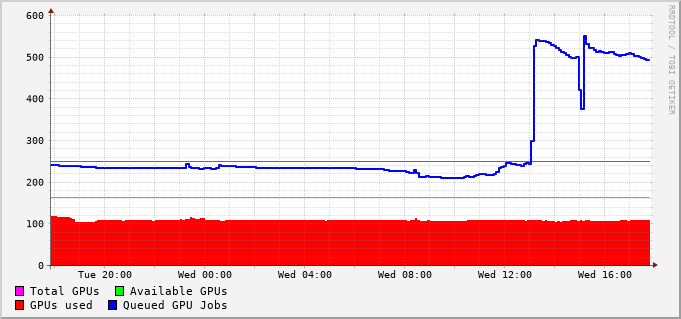 600
500
400
300
200
100
0
Tue 20:00 Wed 00:00 Wed 04:00 Wed 08:00 Wed 12:00 Wed 16:00
Total GPUs Available GPUs
GPUs used Queued GPU Jobs
RRDTOOL / TOBI OETIKER